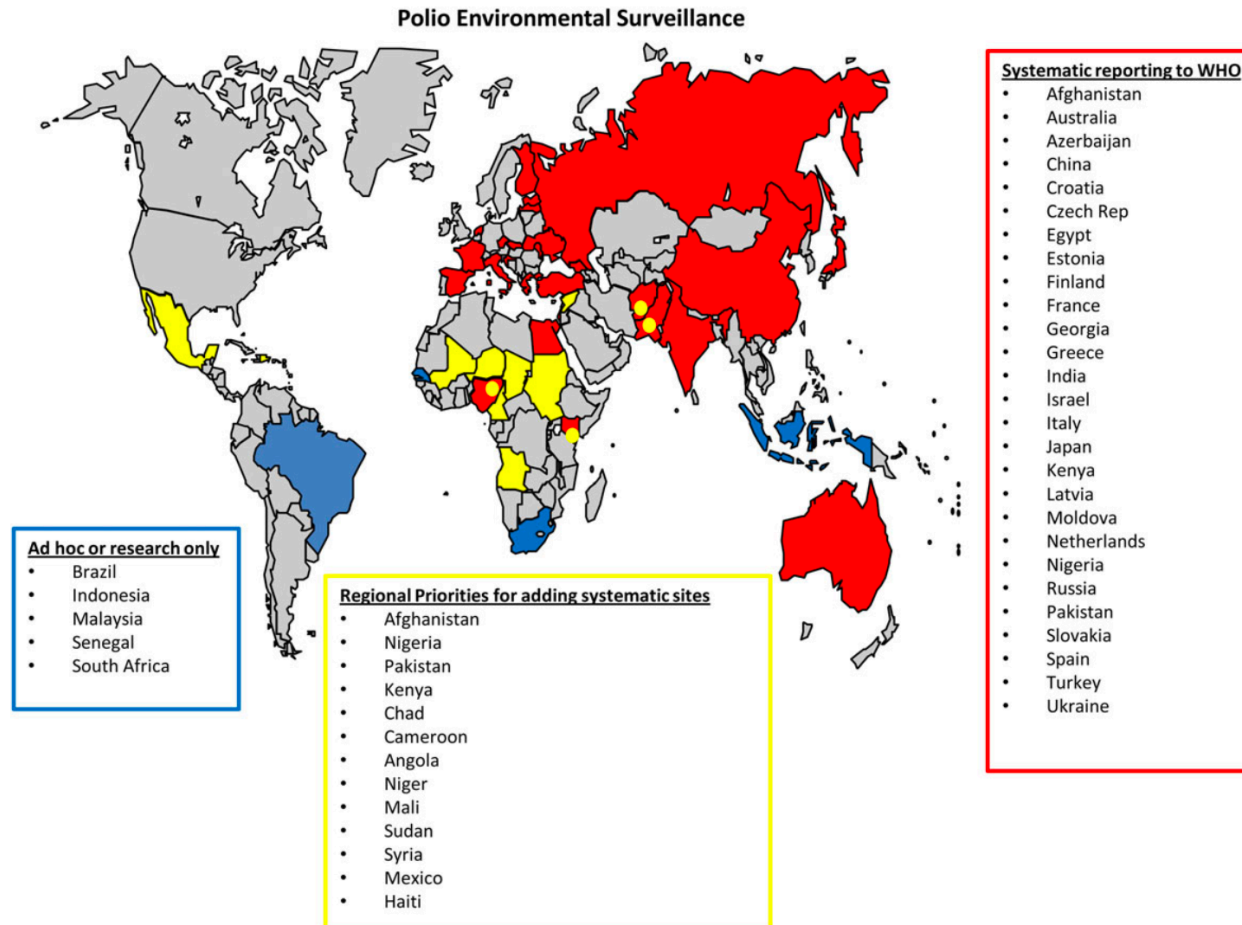 Polio Environmental Surveillance
Systematic reporting to WHO
• Afghanistan
• Australia
• Azerbaijan
• China
• Croatia
• Czech Rep
• Egypt
• Estonia
• Finland
• France
• Georgia
• Greece
• India
• Israel
• Italy
• Japan
• Kenya
• Latvia
• Moldova
• Netherlands
• Nigeria
• Russia
• Pakistan
• Slovakia
• Spain
• Turkey
• Ukraine
Ad hoc or research only
• Brazil
• Indonesia
• Malaysia
• Senegal
• South Africa
Regional Priorities for adding systematic sites
• Afghanistan
• Nigeria
• Pakistan
• Kenya
• Chad
• Cameroon
• Angola
• Niger
• Mali
• Sudan
• Syria
• Mexico
• Haiti